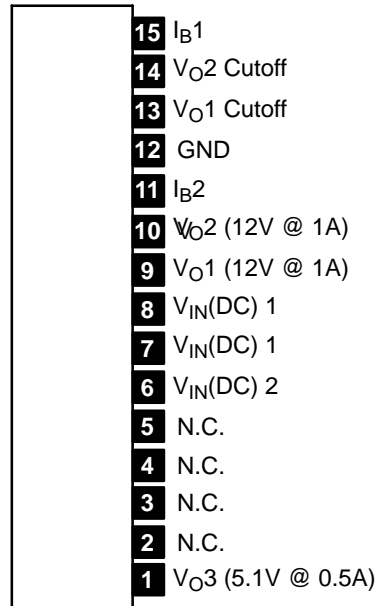 15 IB1
14 VO2 Cutoff
13 VO1 Cutoff
12 GND
11 IB2
10 VO2 (12V @ 1A)
9 VO1 (12V @ 1A)
8 VIN(DC) 1
7 VIN(DC) 1
6 VIN(DC) 2
5 N.C.
4 N.C.
3 N.C.
2 N.C.
1 VO3 (5.1V @ 0.5A)